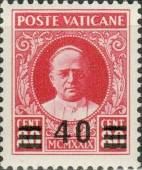 POSTE VATICANE
40
CENT CENT
MCMXXIX